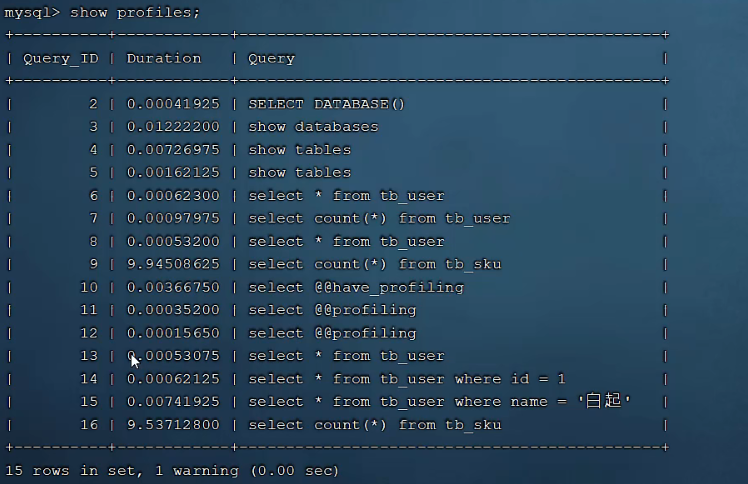 mysql> show profiles;
+----------+------------+---------------------------------------------+
| Query_ID | Duration | Query |
+----------+------------+---------------------------------------------+
| 2 | 0.00041925 | SELECT DATABASE() |
| 3 | 0.01222200 | show databases |
| 4 | 0.00726975 | show tables |
| 5 | 0.00162125 | show tables |
| 6 | 0.00062300 | select * from tb_user |
| 7 | 0.00097975 | select count(*) from tb_user |
| 8 | 0.00053200 | select * from tb_user |
| 9 | 9.94508625 | select count(*) from tb_sku |
| 10 | 0.00366750 | select @@have_profiling |
| 11 | 0.00035200 | select @@profiling |
| 12 | 0.00015650 | select @@profiling |
| 13 | 0.00053075 | select * from tb_user |
| 14 | 0.00062125 | select * from tb_user where id = 1 |
| 15 | 0.00741925 | select * from tb_user where name = '白起' |
| 16 | 9.53712800 | select count(*) from tb_sku |
+----------+------------+---------------------------------------------+
15 rows in set, 1 warning (0.00 sec)